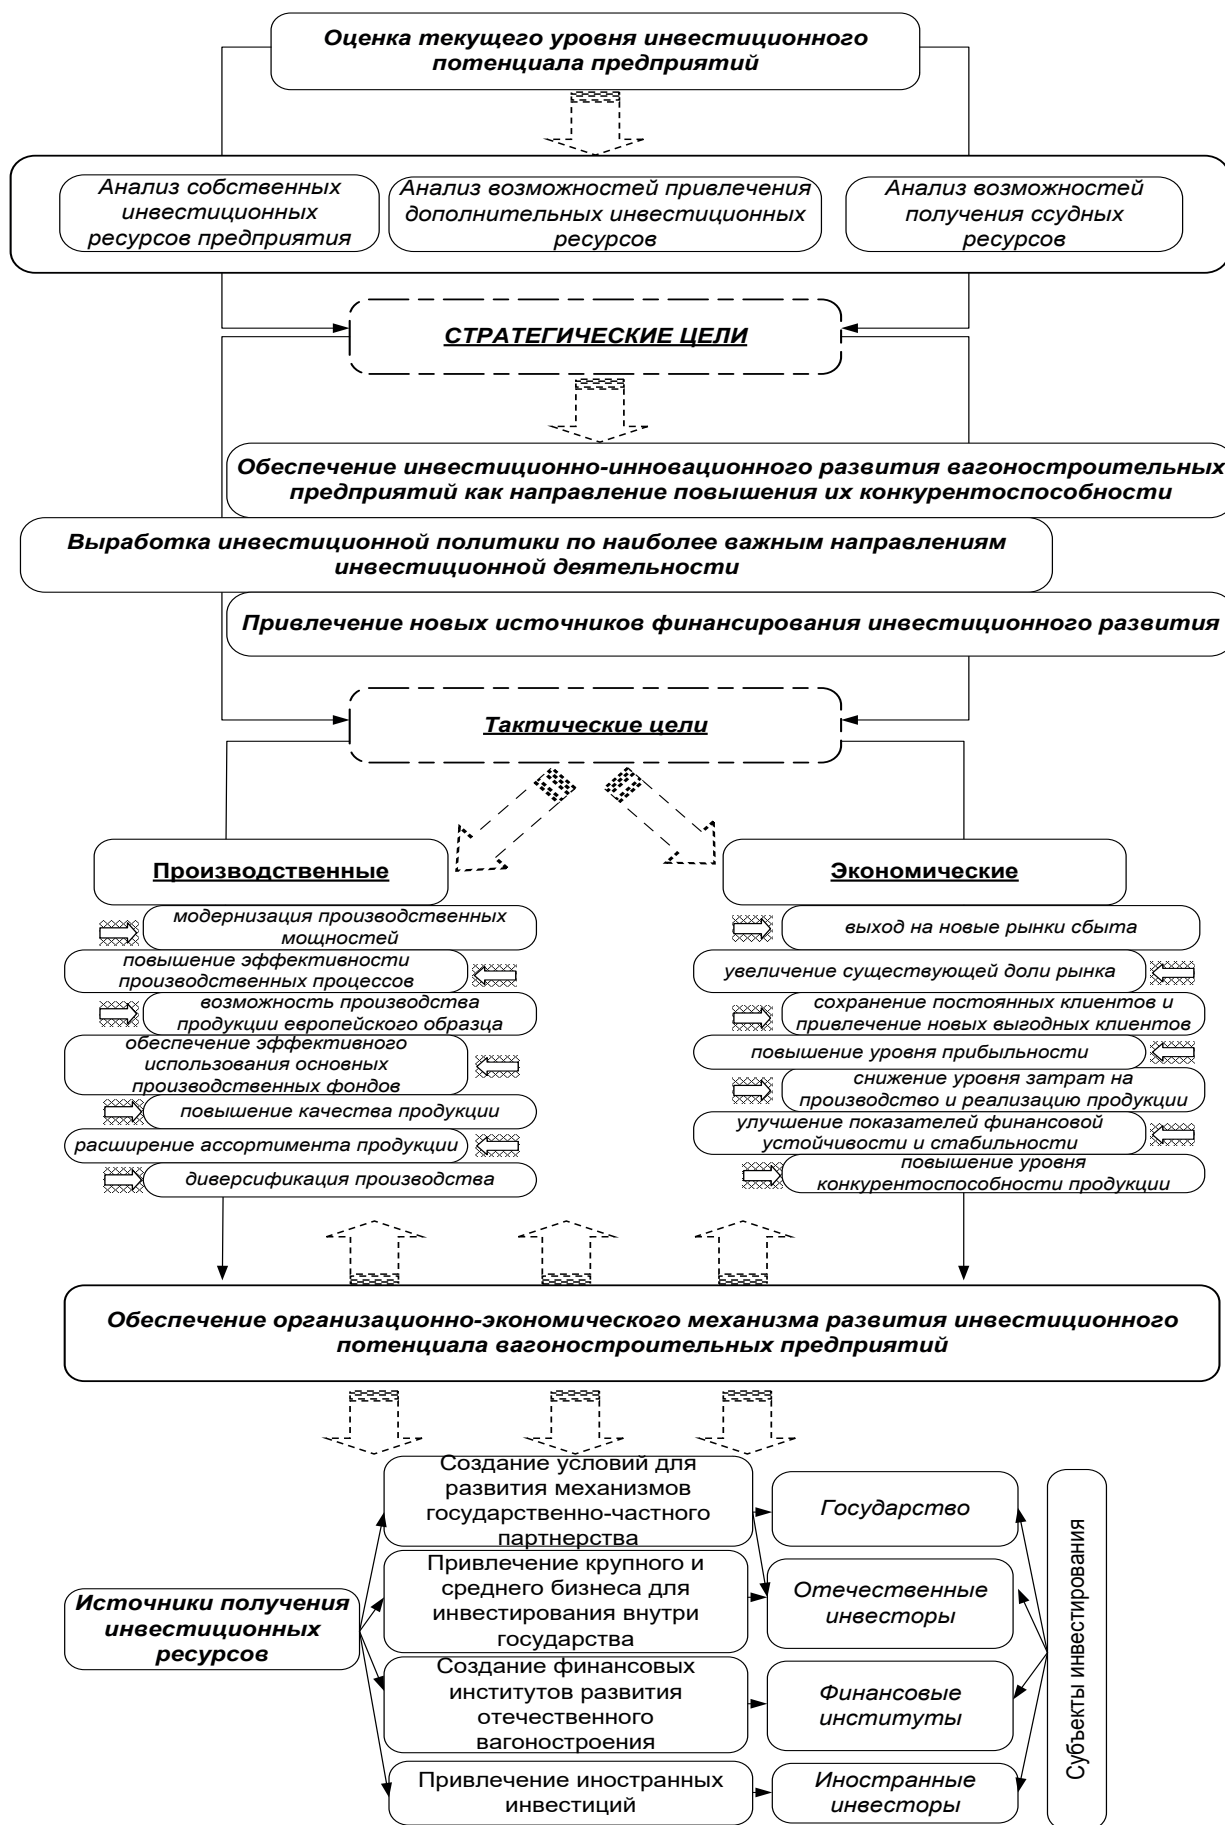 Оценка текущего уровня инвестиционного
потенциала предприятий
Анализ собственных
инвестиционных
ресурсов предприятия
Анализ возможностей привлечения
дополнительных инвестиционных
ресурсов
Анализ возможностей
получения ссудных
ресурсов
СТРАТЕГИЧЕСКИЕ ЦЕЛИ
Обеспечение инвестиционно-инновационного развития вагоностроительных
предприятий как направление повышения их конкурентоспособности
Выработка инвестиционной политики по наиболее важным направлениям
инвестиционной деятельности
Привлечение новых источников финансирования инвестиционного развития
Тактические цели
Производственные
модернизация производственных
мощностей
повышение эффективности
производственных процессов
возможность производства
продукции европейского образца
обеспечение эффективного
использования основных
производственных фондов
повышение качества продукции
расширение ассортимента продукции
диверсификация производства
Экономические
выход на новые рынки сбыта
увеличение существующей доли рынка
сохранение постоянных клиентов и
привлечение новых выгодных клиентов
повышение уровня прибыльности
снижение уровня затрат на
производство и реализацию продукции
улучшение показателей финансовой
устойчивости и стабильности
повышение уровня
конкурентоспособности продукции
Обеспечение организационно-экономического механизма развития инвестиционного
потенциала вагоностроительных предприятий
Источники получения
инвестиционных
ресурсов
Создание условий для
развития механизмов
государственно-частного
партнерства
Привлечение крупного и
среднего бизнеса для
инвестирования внутри
государства
Создание финансовых
институтов развития
отечественного
вагоностроения
Привлечение иностранных
инвестиций
Государство
Отечественные
инвесторы
Финансовые
институты
Иностранные
инвесторы
Субъекты инвестирования